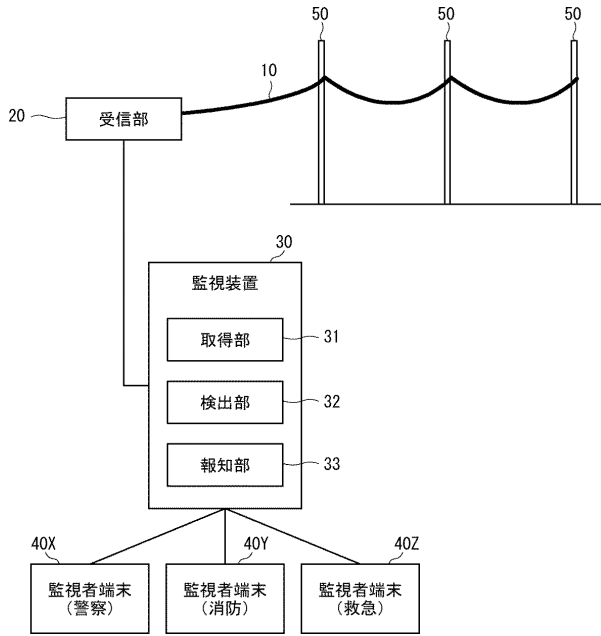 50
50
50
10
20
受信部
30
監視装置
取得部
31
検出部
32
報知部
33
40X
40Y
40Z
監視者端末
(警察)
監視者端末
(消防)
監視者端末
(救急)